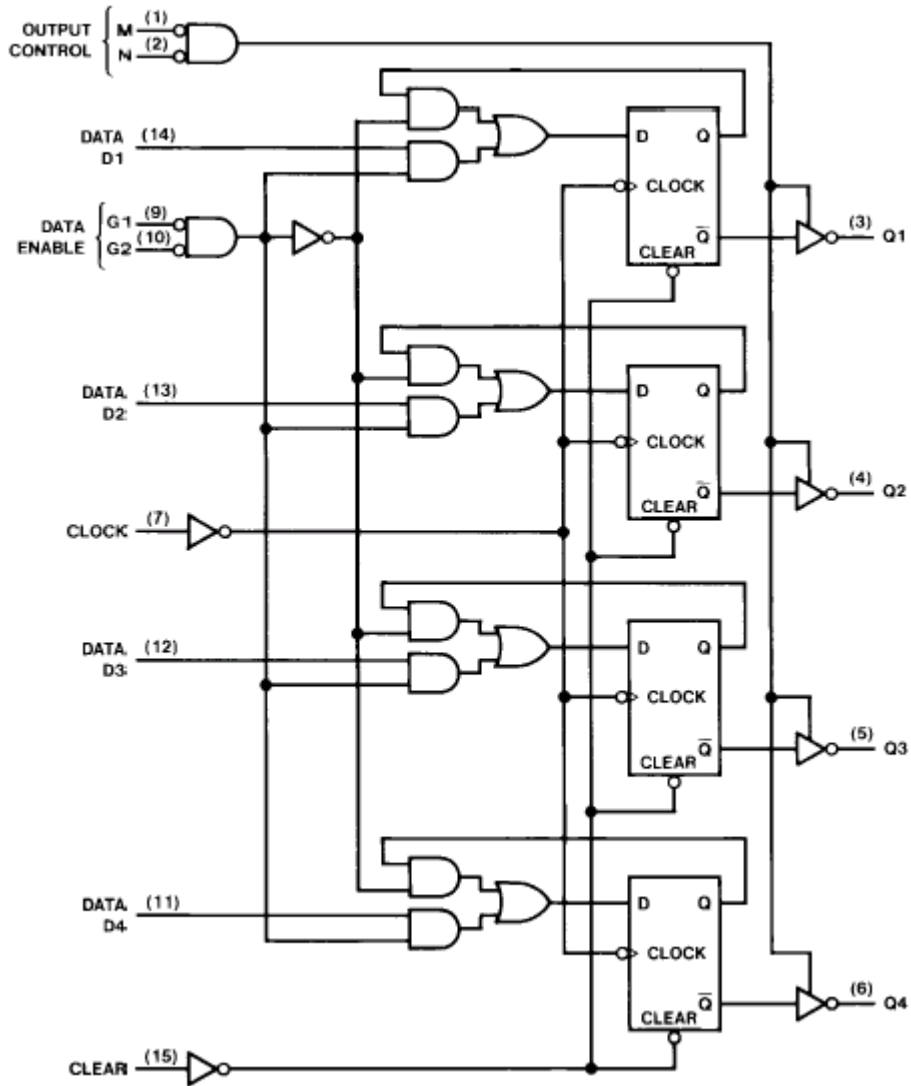 OUTPUT
CONTROL
M (1)
N (2)
DATA (14)
D1
D Q
CLOCK
Q̅ (3) Q1
CLEAR
DATA
ENABLE
G1 (9)
G2 (10)
DATA (13)
D2
D Q
CLOCK
Q̅ (4) Q2
CLEAR
CLOCK (7)
DATA (12)
D3
D Q
CLOCK
Q̅ (5) Q3
CLEAR
DATA (11)
D4
D Q
CLOCK
Q̅ (6) Q4
CLEAR
CLEAR (15)